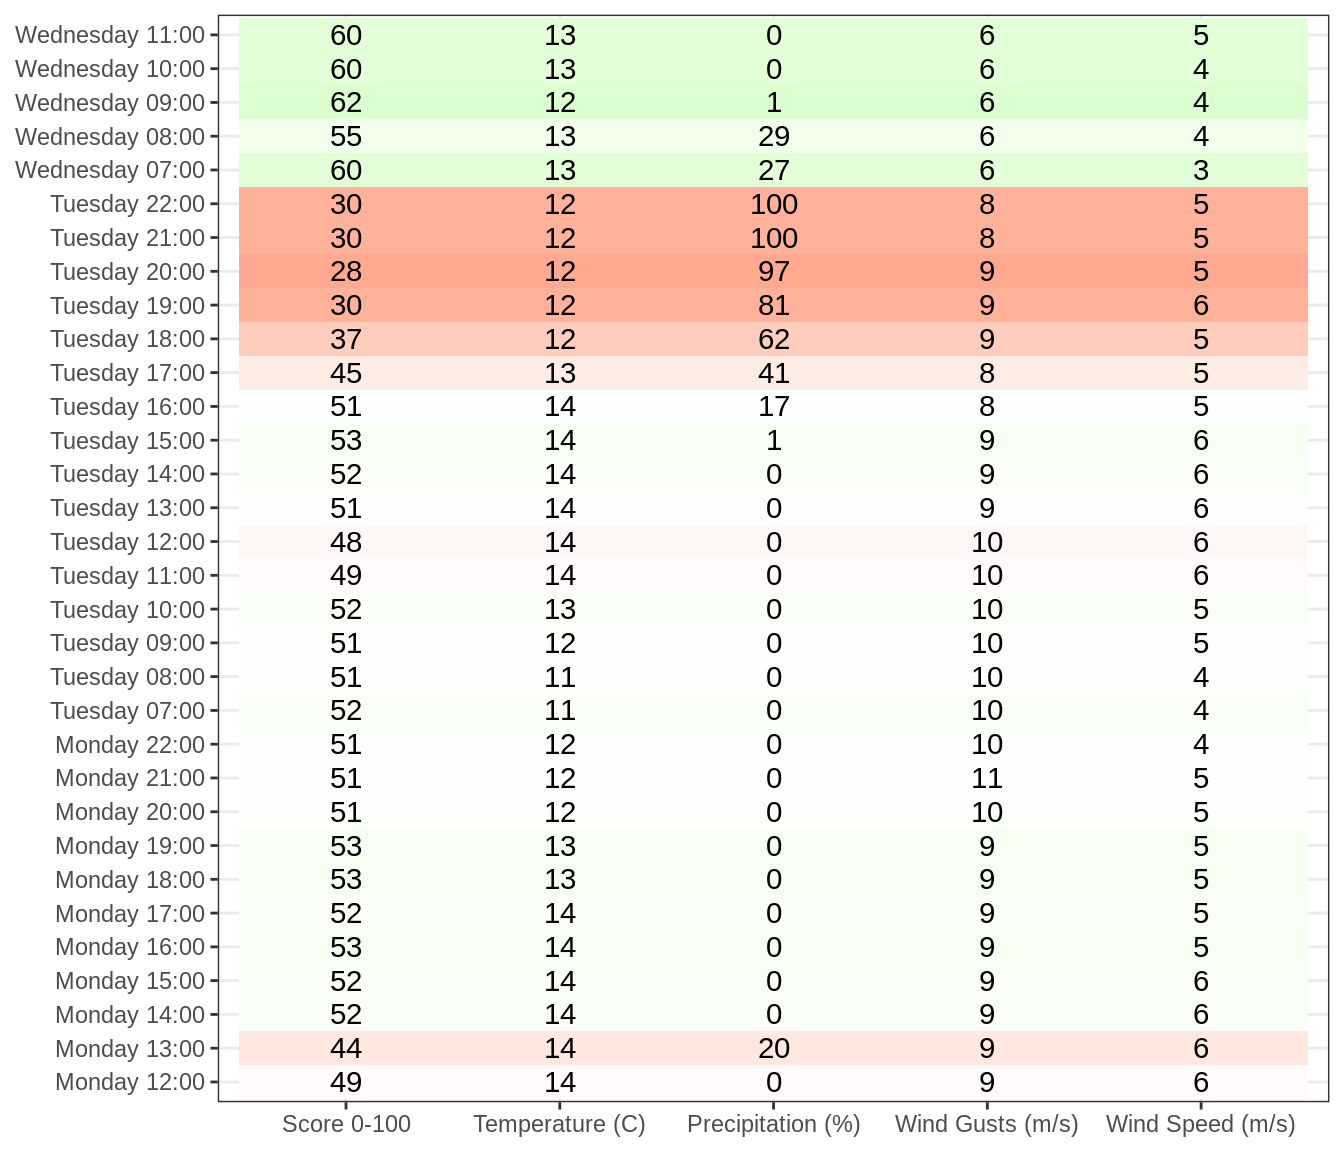 Wednesday 11:00 60 13 0 6 5
Wednesday 10:00 60 13 0 6 4
Wednesday 09:00 62 12 1 6 4
Wednesday 08:00 55 13 29 6 4
Wednesday 07:00 60 13 27 6 3
Tuesday 22:00 30 12 100 8 5
Tuesday 21:00 30 12 100 8 5
Tuesday 20:00 28 12 97 9 5
Tuesday 19:00 30 12 81 9 6
Tuesday 18:00 37 12 62 9 5
Tuesday 17:00 45 13 41 8 5
Tuesday 16:00 51 14 17 8 5
Tuesday 15:00 53 14 1 9 6
Tuesday 14:00 52 14 0 9 6
Tuesday 13:00 51 14 0 9 6
Tuesday 12:00 48 14 0 10 6
Tuesday 11:00 49 14 0 10 6
Tuesday 10:00 52 13 0 10 5
Tuesday 09:00 51 12 0 10 5
Tuesday 08:00 51 11 0 10 4
Tuesday 07:00 52 11 0 10 4
Monday 22:00 51 12 0 10 4
Monday 21:00 51 12 0 11 5
Monday 20:00 51 12 0 10 5
Monday 19:00 53 13 0 9 5
Monday 18:00 53 13 0 9 5
Monday 17:00 52 14 0 9 5
Monday 16:00 53 14 0 9 5
Monday 15:00 52 14 0 9 6
Monday 14:00 52 14 0 9 6
Monday 13:00 44 14 20 9 6
Monday 12:00 49 14 0 9 6
Score 0-100 Temperature (C) Precipitation (%) Wind Gusts (m/s) Wind Speed (m/s)